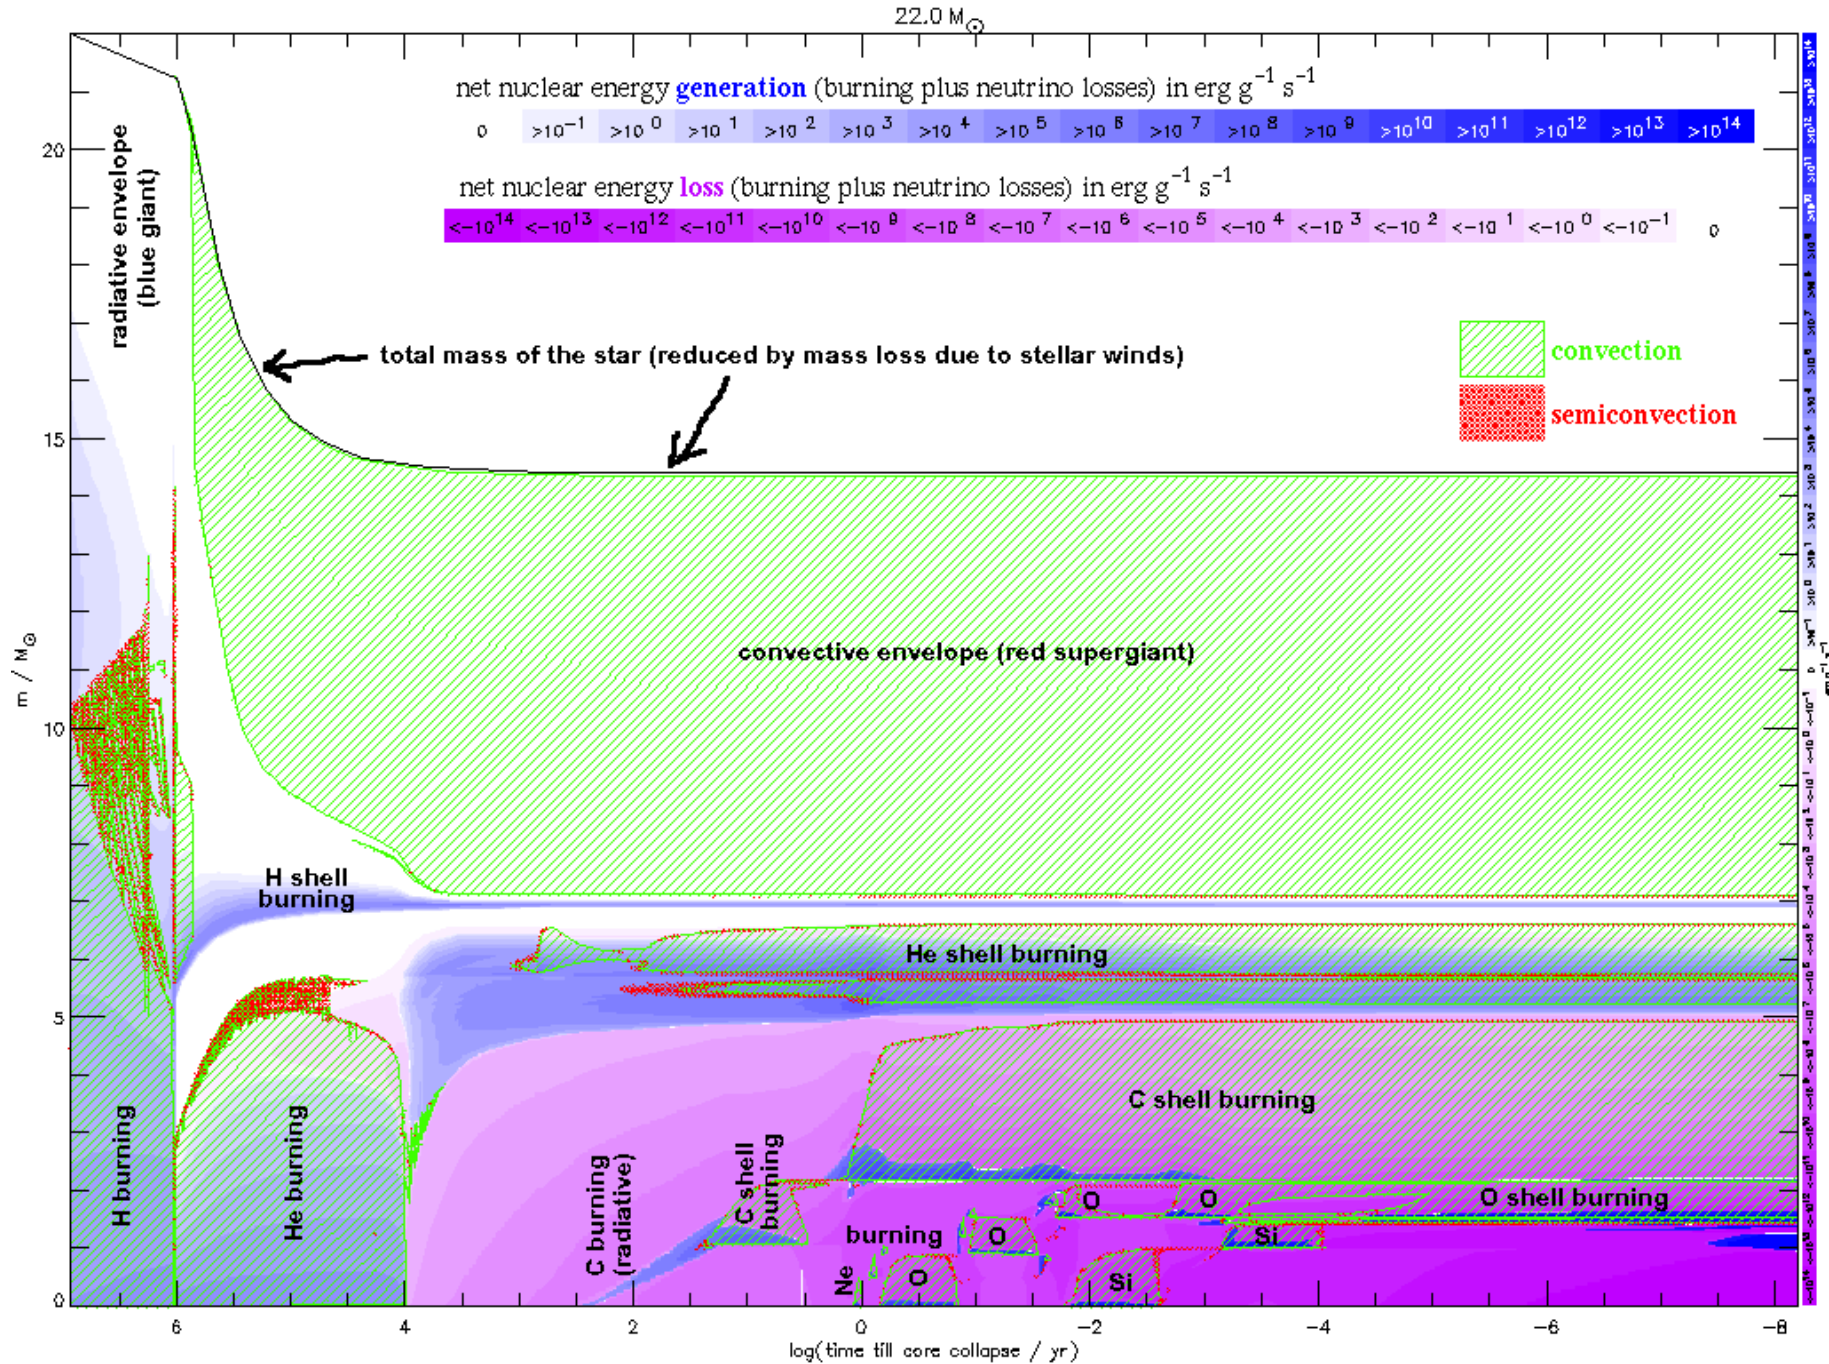 22.0 M⊙
net nuclear energy generation (burning plus neutrino losses) in erg g⁻¹ s⁻¹
0 >10⁻¹ >10⁰ >10¹ >10² >10³ >10⁴ >10⁵ >10⁶ >10⁷ >10⁸ >10⁹ >10¹⁰ >10¹¹ >10¹² >10¹³ >10¹⁴
net nuclear energy loss (burning plus neutrino losses) in erg g⁻¹ s⁻¹
<−10¹⁴ <−10¹³ <−10¹² <−10¹¹ <−10¹⁰ <−10⁹ <−10⁸ <−10⁷ <−10⁶ <−10⁵ <−10⁴ <−10³ <−10² <−10¹ <−10⁰ <−10⁻¹ 0
radiative envelope
(blue giant)
total mass of the star (reduced by mass loss due to stellar winds)
convection
semiconvection
convective envelope (red supergiant)
H shell
burning
He shell burning
C shell burning
H burning
He burning
C burning
(radiative)
C shell
burning
burning
Ne
O
O
O
O
O shell burning
Si
Si
20
15
10
5
0
m / M⊙
6 4 2 0 −2 −4 −6 −8
log(time till core collapse / yr)